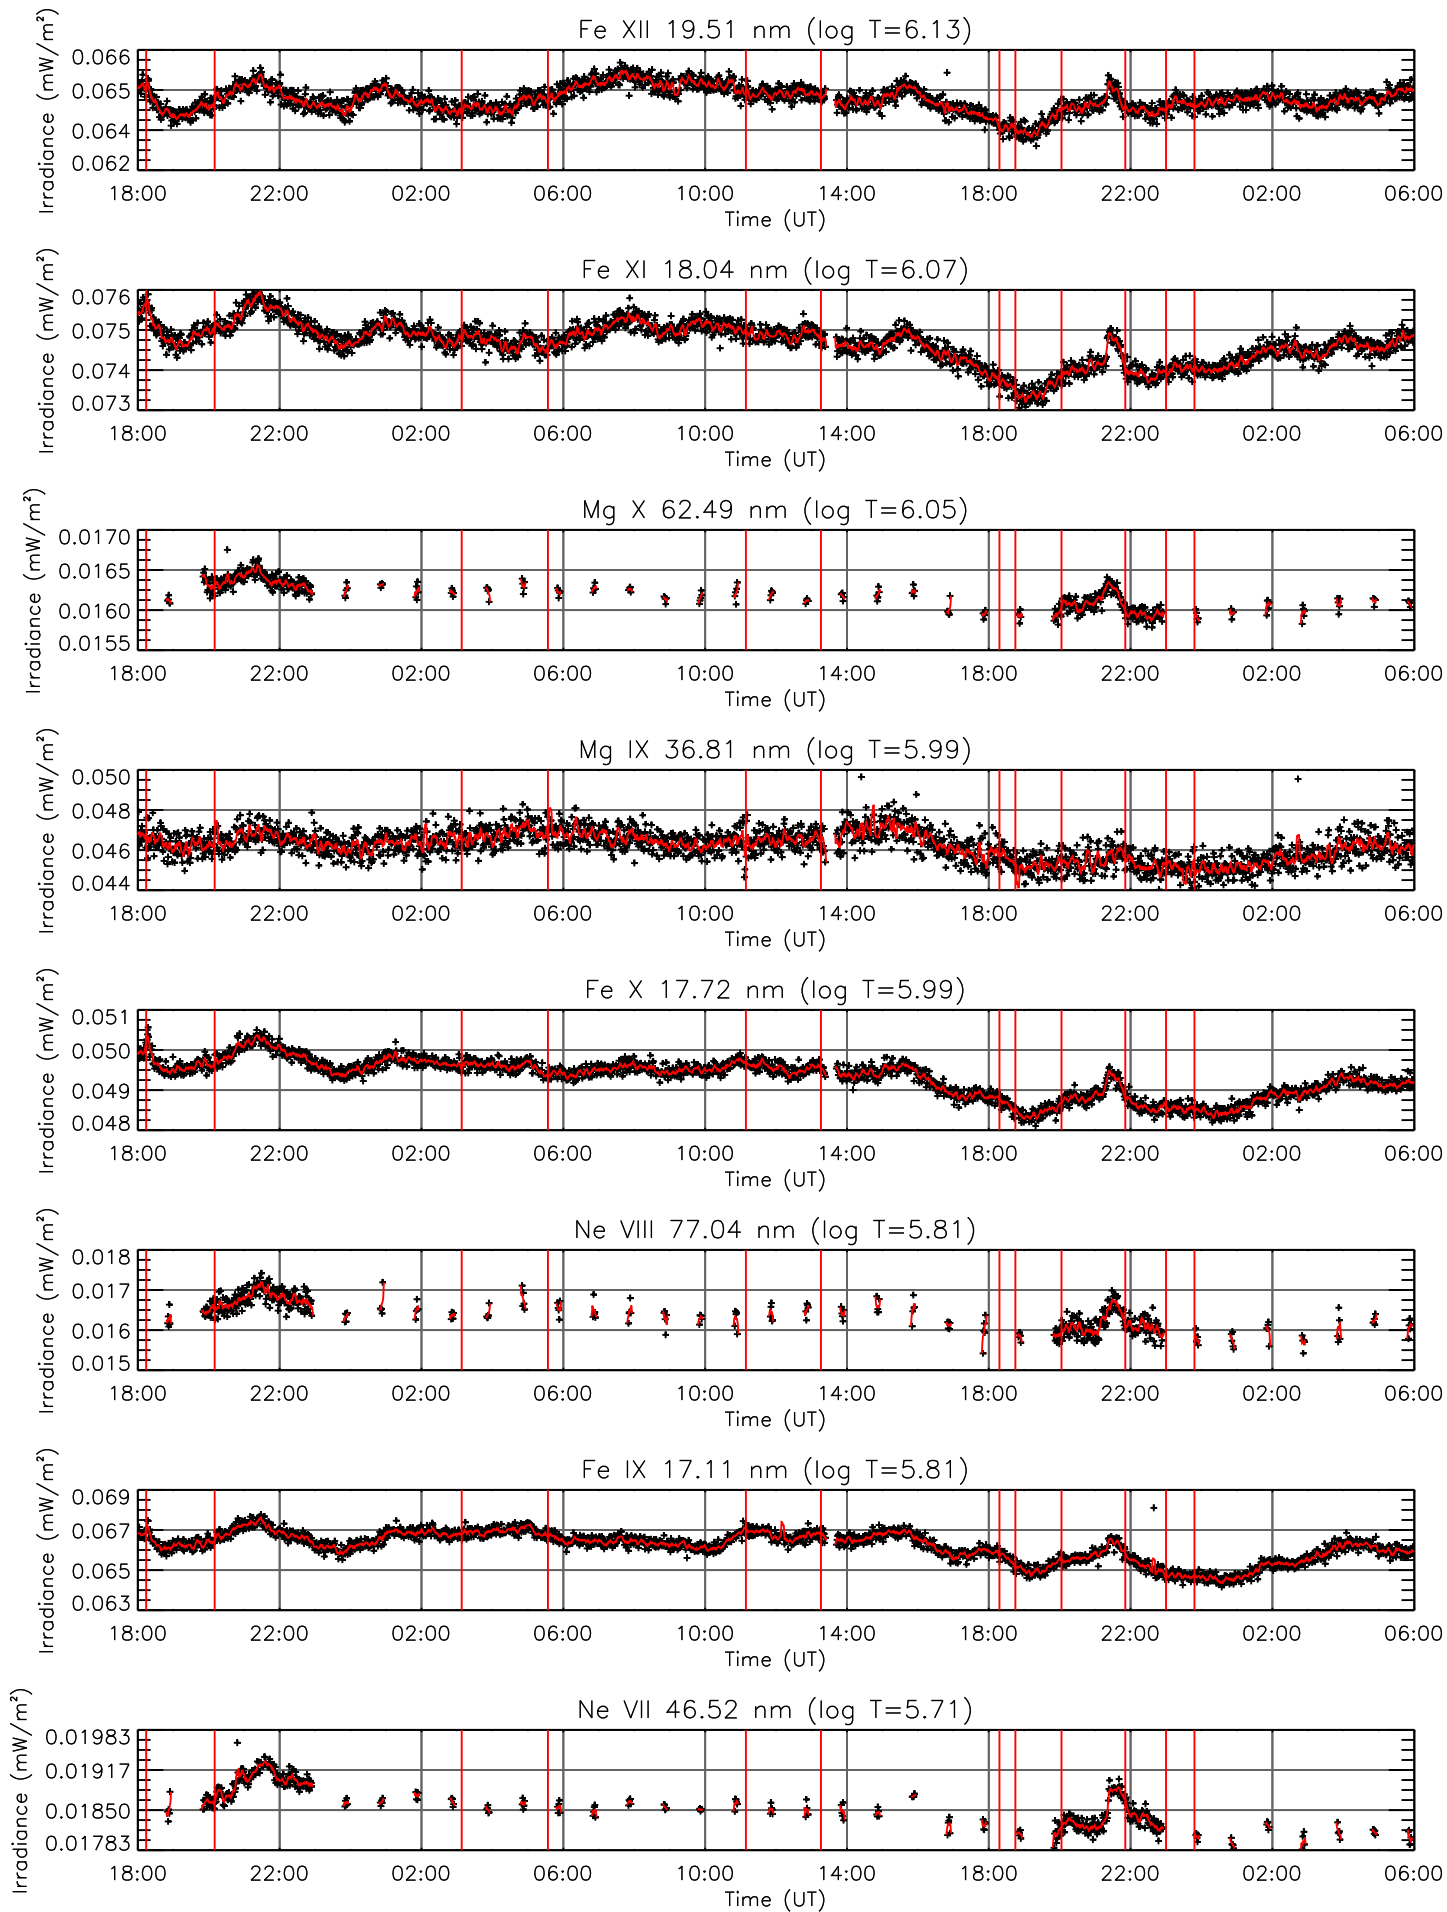 Fe XII 19.51 nm (log T=6.13)
Irradiance (mW/m²)
0.066
0.065
0.064
0.062
18:00 22:00 02:00 06:00 10:00 14:00 18:00 22:00 02:00 06:00
Time (UT)
Fe XI 18.04 nm (log T=6.07)
Irradiance (mW/m²)
0.076
0.075
0.074
0.073
18:00 22:00 02:00 06:00 10:00 14:00 18:00 22:00 02:00 06:00
Time (UT)
Mg X 62.49 nm (log T=6.05)
Irradiance (mW/m²)
0.0170
0.0165
0.0160
0.0155
18:00 22:00 02:00 06:00 10:00 14:00 18:00 22:00 02:00 06:00
Time (UT)
Mg IX 36.81 nm (log T=5.99)
Irradiance (mW/m²)
0.050
0.048
0.046
0.044
18:00 22:00 02:00 06:00 10:00 14:00 18:00 22:00 02:00 06:00
Time (UT)
Fe X 17.72 nm (log T=5.99)
Irradiance (mW/m²)
0.051
0.050
0.049
0.048
18:00 22:00 02:00 06:00 10:00 14:00 18:00 22:00 02:00 06:00
Time (UT)
Ne VIII 77.04 nm (log T=5.81)
Irradiance (mW/m²)
0.018
0.017
0.016
0.015
18:00 22:00 02:00 06:00 10:00 14:00 18:00 22:00 02:00 06:00
Time (UT)
Fe IX 17.11 nm (log T=5.81)
Irradiance (mW/m²)
0.069
0.067
0.065
0.063
18:00 22:00 02:00 06:00 10:00 14:00 18:00 22:00 02:00 06:00
Time (UT)
Ne VII 46.52 nm (log T=5.71)
Irradiance (mW/m²)
0.01983
0.01917
0.01850
0.01783
18:00 22:00 02:00 06:00 10:00 14:00 18:00 22:00 02:00 06:00
Time (UT)